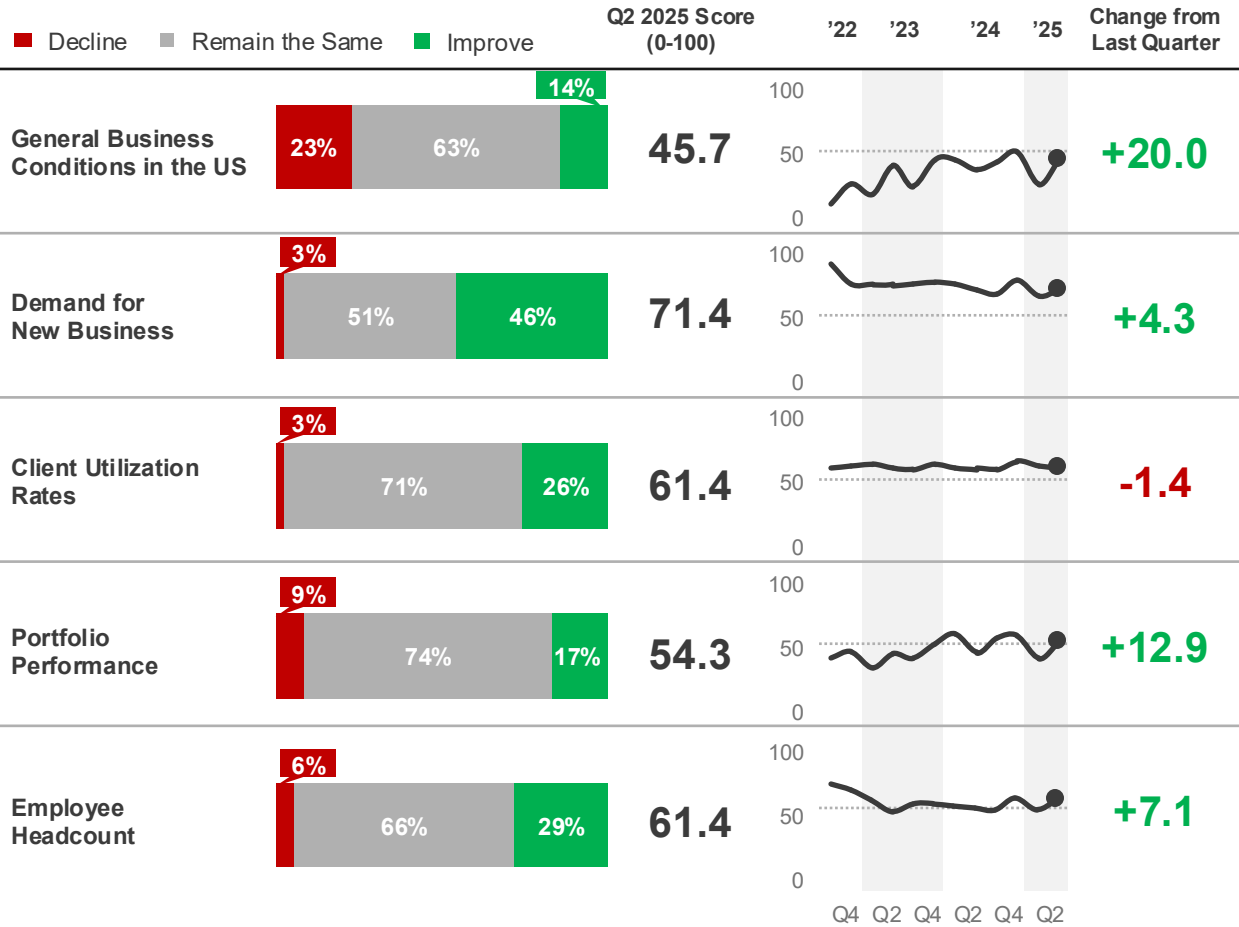 Decline
Remain the Same
Improve
Q2 2025 Score
(0-100)
’22
’23
’24
’25
Change from
Last Quarter
General Business
Conditions in the US
23%
63%
14%
45.7
100
50
0
+20.0
Demand for
New Business
3%
51%
46%
71.4
100
50
0
+4.3
Client Utilization
Rates
3%
71%
26%
61.4
100
50
0
-1.4
Portfolio
Performance
9%
74%
17%
54.3
100
50
0
+12.9
Employee
Headcount
6%
66%
29%
61.4
100
50
0
+7.1
Q4 Q2 Q4 Q2 Q4 Q2